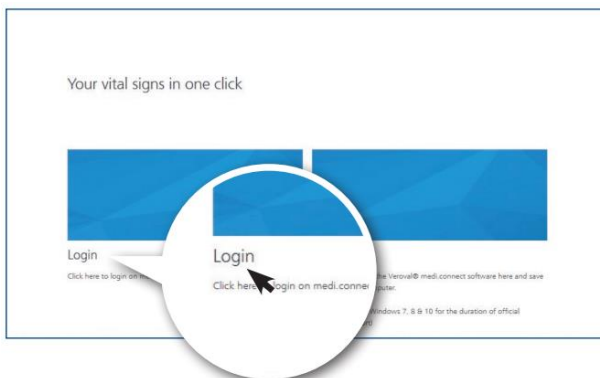 Your vital signs in one click
Login
Click here to login on m
Login
Click here to login on medi.connec
the Veroval® medi.connect software here and save
puter.
Windows 7, 8 & 10 for the duration of official